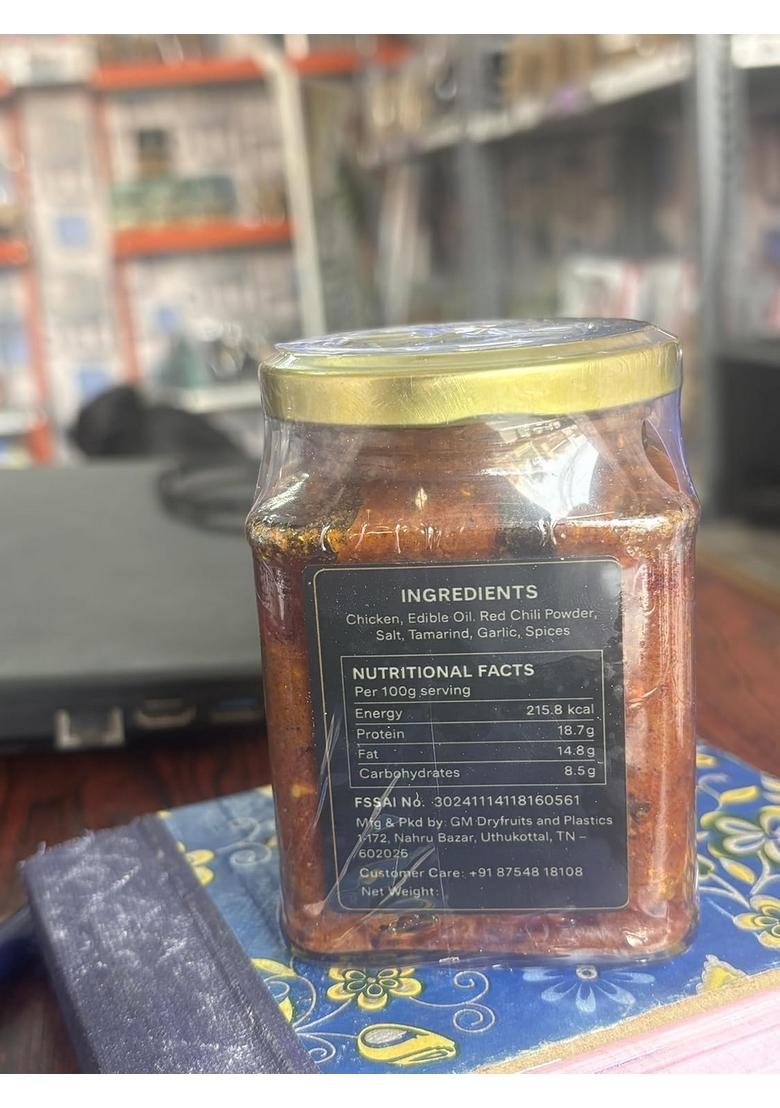 INGREDIENTS
Chicken, Edible Oil. Red Chili Powder,
Salt, Tamarind, Garlic, Spices
NUTRITIONAL FACTS
Per 100g serving
Energy 215.8 kcal
Protein 18.7g
Fat 14.8g
Carbohydrates 8.5g
FSSAI No. 30241114118160561
Mfg & Pkd by: GM Dryfruits and Plastics
1-172, Nahru Bazar, Uthukottal, TN –
602026
Customer Care: +91 87548 18108
Net Weight: